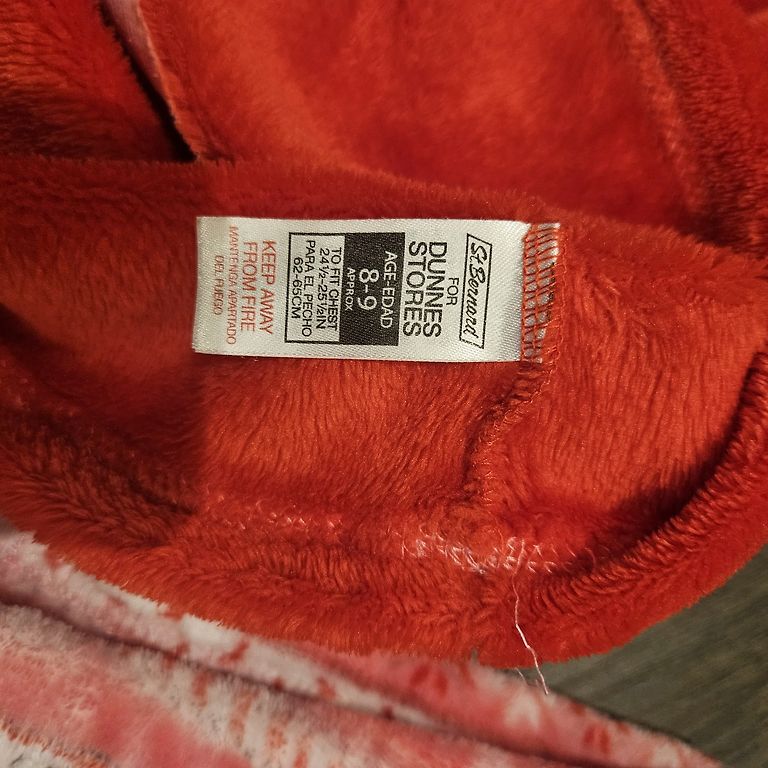 St. Bernard
FOR
DUNNES
STORES
AGE-EDAD
8-9
APPROX
TO FIT CHEST
24½-25½IN
PARA EL PECHO
62-65CM
KEEP AWAY
FROM FIRE
MANTENGA APARTADO
DEL FUEGO